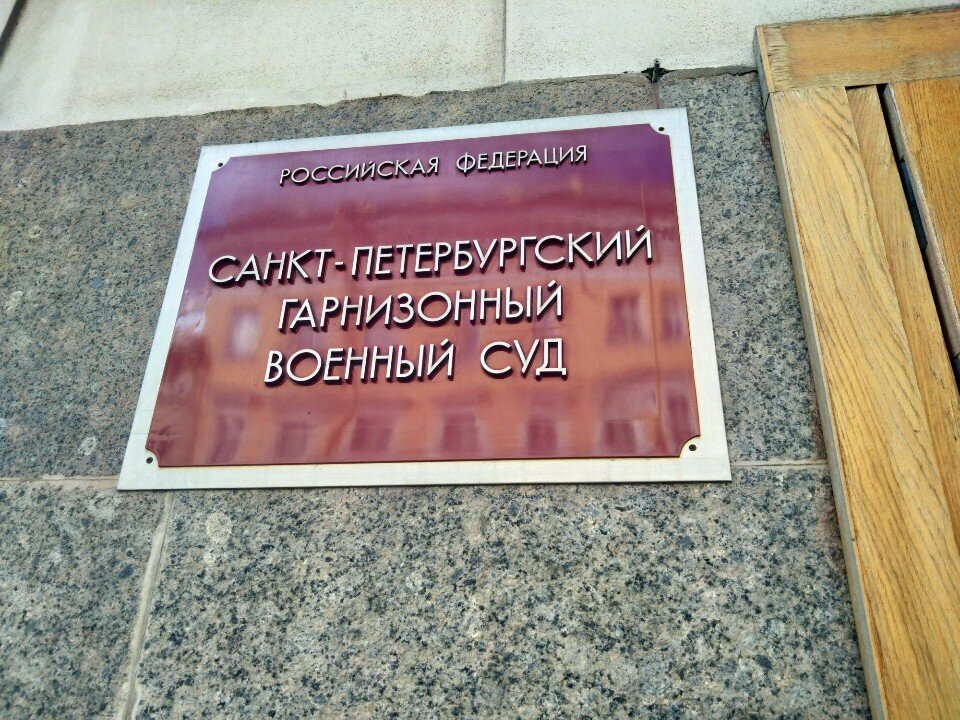 РОССИЙСКАЯ ФЕДЕРАЦИЯ
САНКТ-ПЕТЕРБУРГСКИЙ
ГАРНИЗОННЫЙ
ВОЕННЫЙ СУД